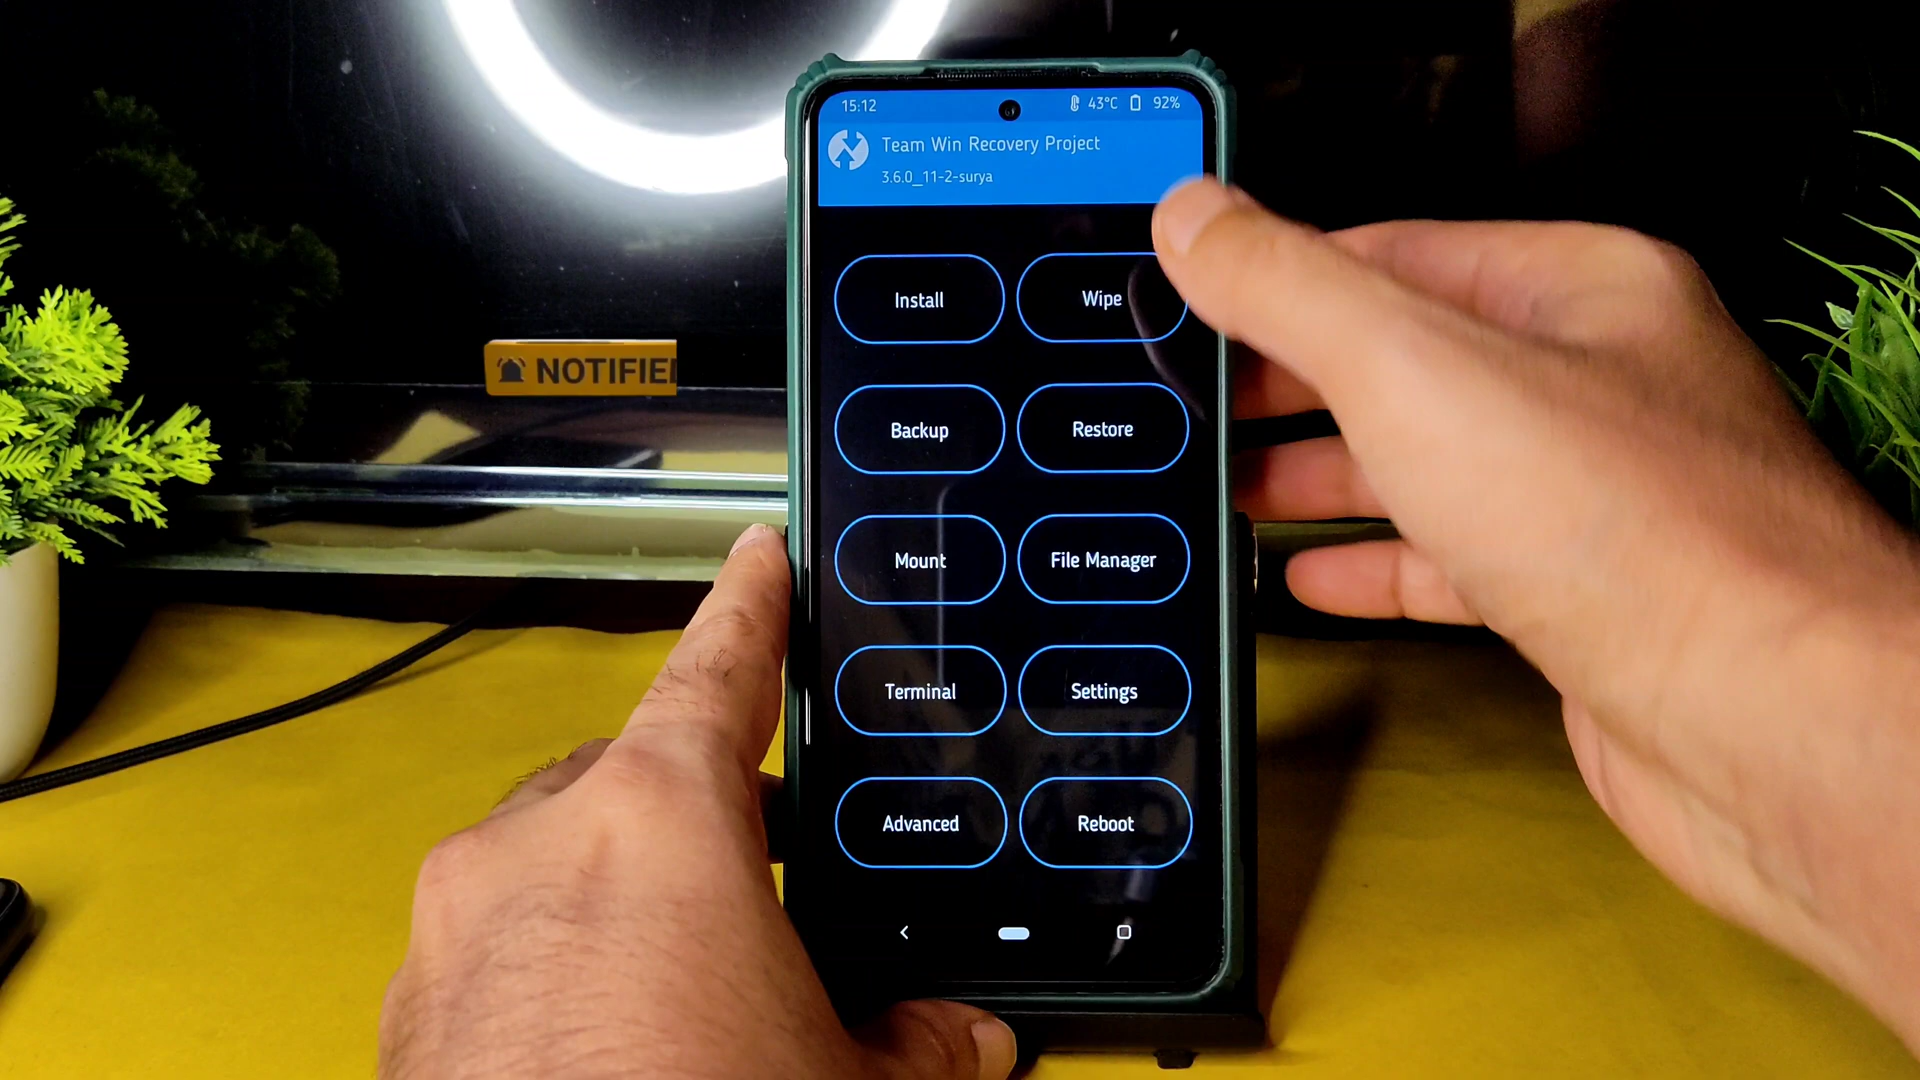 15:12 43°C 92%
Team Win Recovery Project
3.6.0_11-2-surya
Install Wipe
Backup Restore
Mount File Manager
Terminal Settings
Advanced Reboot
NOTIFIE